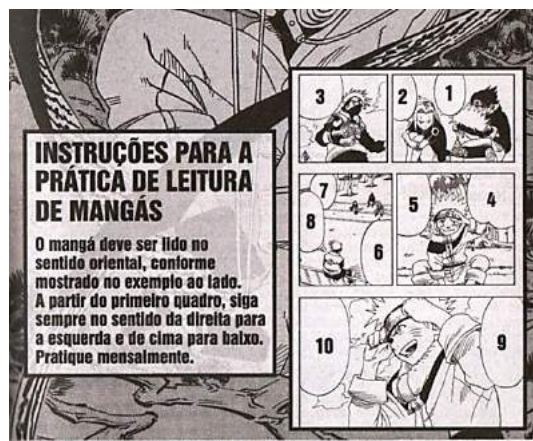 INSTRUÇÕES PARA A
PRÁTICA DE LEITURA
DE MANGÁS
O mangá deve ser lido no
sentido oriental, conforme
mostrado no exemplo ao lado.
A partir do primeiro quadro, siga
sempre no sentido da direita para
a esquerda e de cima para baixo.
Pratique mensalmente.
1
2
3
4
5
6
7
8
9
10